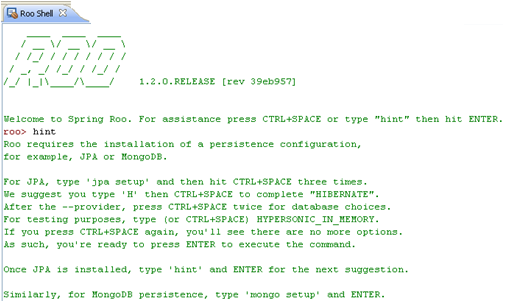 Roo Shell
    ____  ____  ____
   / __ \/ __ \/ __ \
  / /_/ / / / / / / /
 / _, _/ /_/ / /_/ /
/_/ |_|\____/\____/    1.2.0.RELEASE [rev 39eb957]
Welcome to Spring Roo. For assistance press CTRL+SPACE or type "hint" then hit ENTER.
roo> hint
Roo requires the installation of a persistence configuration,
for example, JPA or MongoDB.
For JPA, type 'jpa setup' and then hit CTRL+SPACE three times.
We suggest you type 'H' then CTRL+SPACE to complete "HIBERNATE".
After the --provider, press CTRL+SPACE twice for database choices.
For testing purposes, type (or CTRL+SPACE) HYPERSONIC_IN_MEMORY.
If you press CTRL+SPACE again, you'll see there are no more options.
As such, you're ready to press ENTER to execute the command.
Once JPA is installed, type 'hint' and ENTER for the next suggestion.
Similarly, for MongoDB persistence, type 'mongo setup' and ENTER.